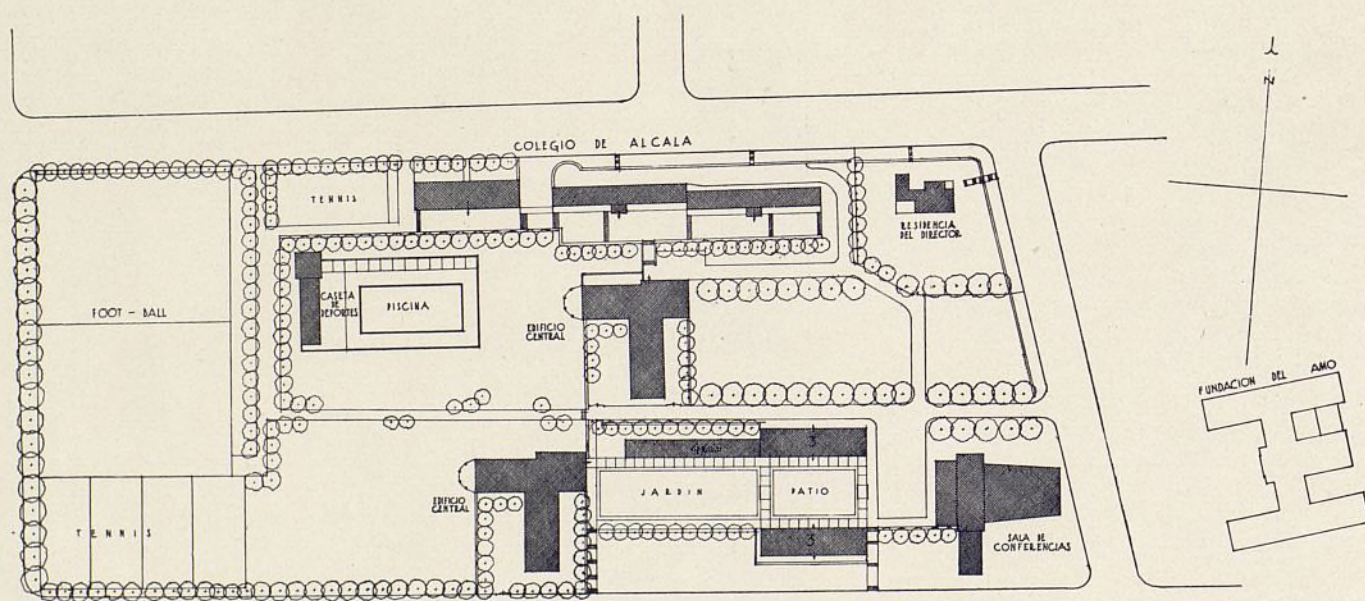 N
COLEGIO DE ALCALA
TENNIS
RESIDENCIA
DEL DIRECTOR
CASETA
DE
DEPORTES
PISCINA
FOOT - BALL
EDIFICIO
CENTRAL
FUNDACION DEL AMO
3
JARDIN
PATIO
EDIFICIO
CENTRAL
TENNIS
3
SALA DE
CONFERENCIAS